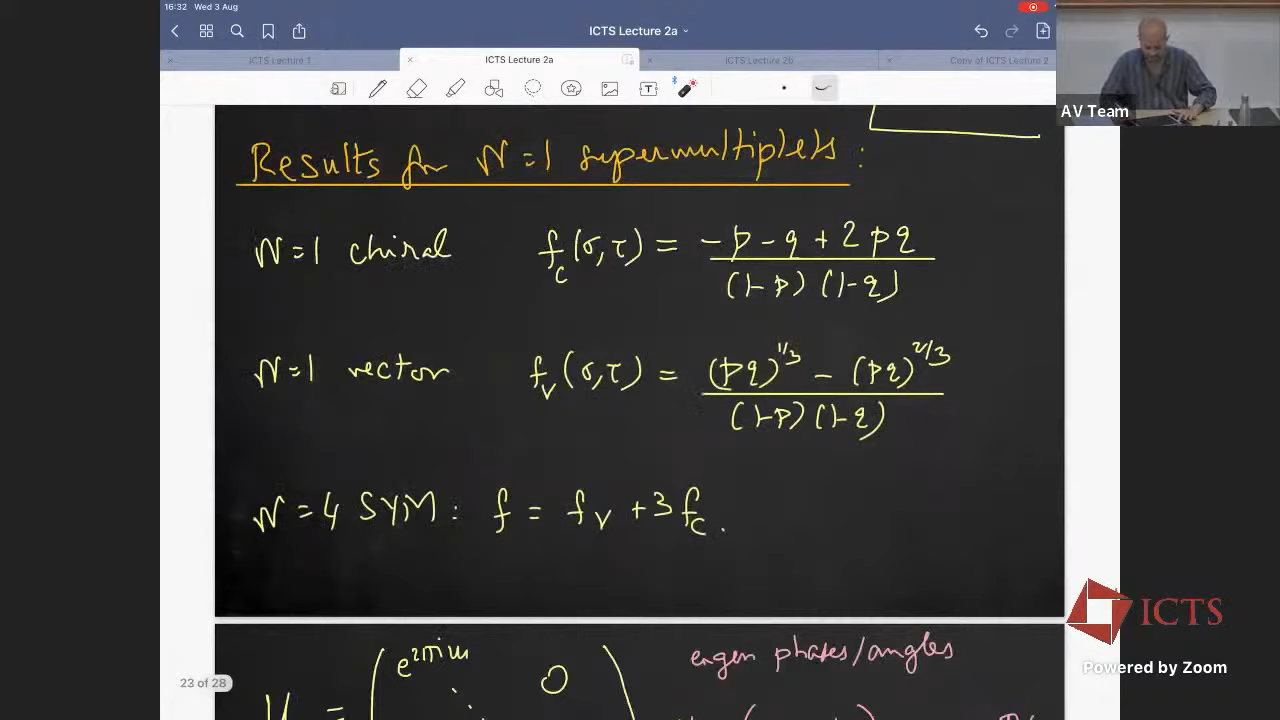 16:32 Wed 3 Aug
ICTS Lecture 2a
ICTS Lecture 1
ICTS Lecture 2a
ICTS Lecture 2b
Copy of ICTS Lecture 2
AV Team
Results for N=1 supermultiplets:
N=1 chiral f_c(σ,τ) = (-p-q+2pq)/((1-p)(1-q))
N=1 vector f_v(σ,τ) = ((pq)^{1/3} - (pq)^{2/3})/((1-p)(1-q))
N=4 SYM: f = f_v + 3f_c.
e^{2πiu} 0 eigen phases/angles
23 of 28
U =
ICTS
Powered by Zoom